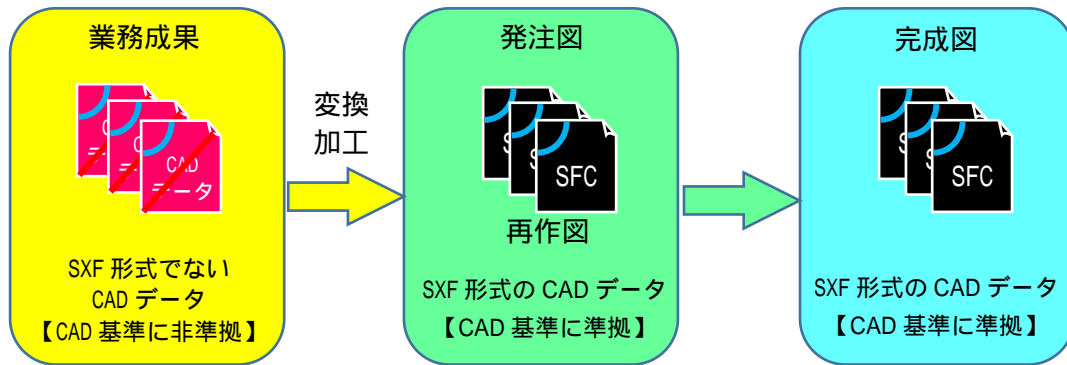 業務成果
CAD
データ
SXF 形式でない
CAD データ
【CAD 基準に非準拠】
変換
加工
発注図
SFC
再作図
SXF 形式の CAD データ
【CAD 基準に準拠】
完成図
SFC
SXF 形式の CAD データ
【CAD 基準に準拠】